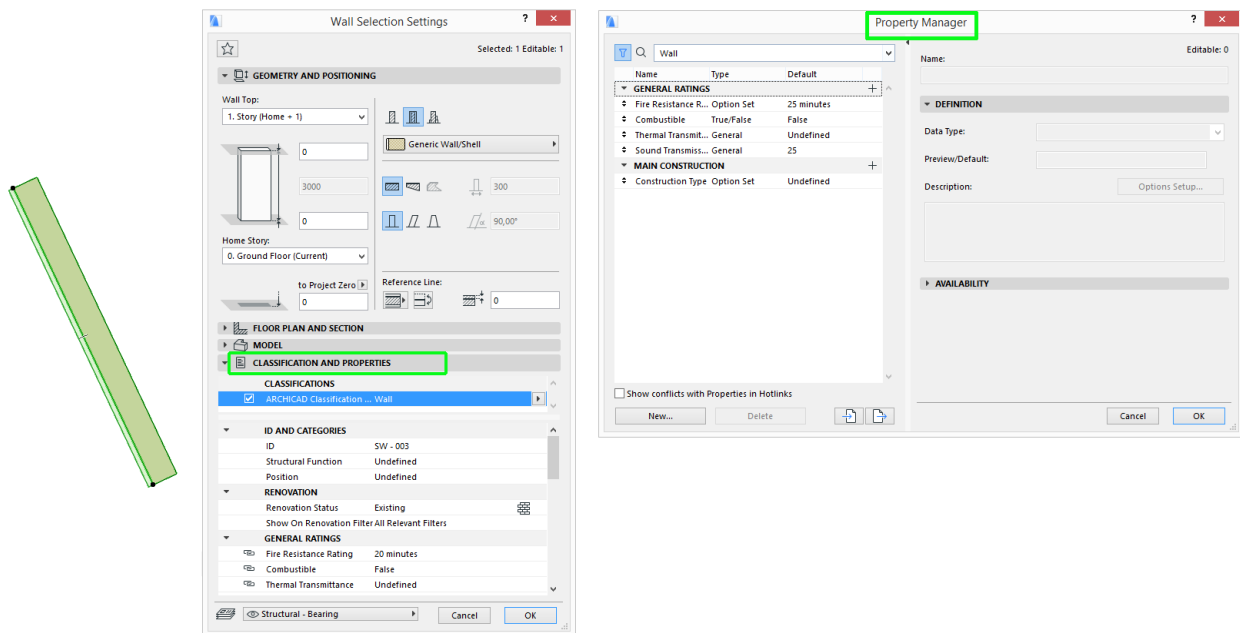 Wall Selection Settings
?
Selected: 1 Editable: 1
GEOMETRY AND POSITIONING
Wall Top:
1. Story (Home + 1)
Generic Wall/Shell
0
3000
300
0
90,00°
Home Story:
0. Ground Floor (Current)
to Project Zero
Reference Line:
0
0
FLOOR PLAN AND SECTION
MODEL
CLASSIFICATION AND PROPERTIES
CLASSIFICATIONS
ARCHICAD Classification ... Wall
ID AND CATEGORIES
ID SW - 003
Structural Function Undefined
Position Undefined
RENOVATION
Renovation Status Existing
Show On Renovation Filter All Relevant Filters
GENERAL RATINGS
Fire Resistance Rating 20 minutes
Combustible False
Thermal Transmittance Undefined
Structural - Bearing
Cancel
OK
Property Manager
?
Wall
Name Type Default
GENERAL RATINGS
Fire Resistance R... Option Set 25 minutes
Combustible True/False False
Thermal Transmit... General Undefined
Sound Transmiss... General 25
MAIN CONSTRUCTION
Construction Type Option Set Undefined
Show conflicts with Properties in Hotlinks
New...
Delete
Editable: 0
Name:
DEFINITION
Data Type:
Preview/Default:
Description:
Options Setup...
AVAILABILITY
Cancel
OK